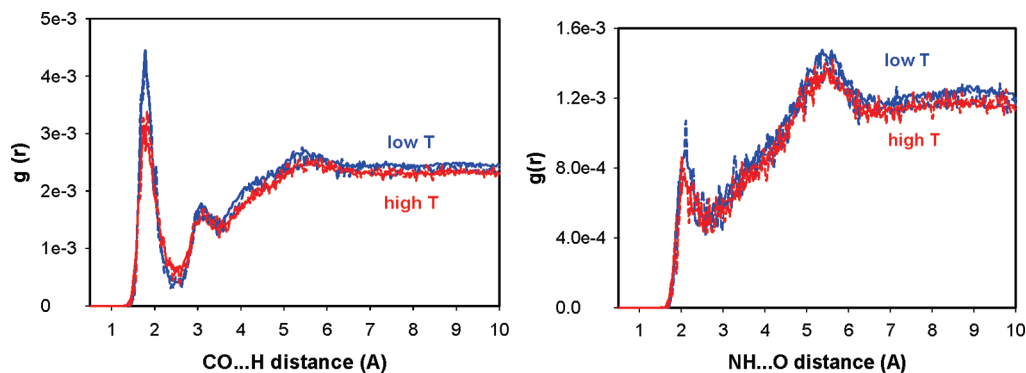 5e-3
4e-3
3e-3
2e-3
1e-3
0
g (r)
low T
high T
1 2 3 4 5 6 7 8 9 10
CO...H distance (A)
1.6e-3
1.2e-3
8.0e-4
4.0e-4
0.0
g(r)
low T
high T
1 2 3 4 5 6 7 8 9 10
NH...O distance (A)